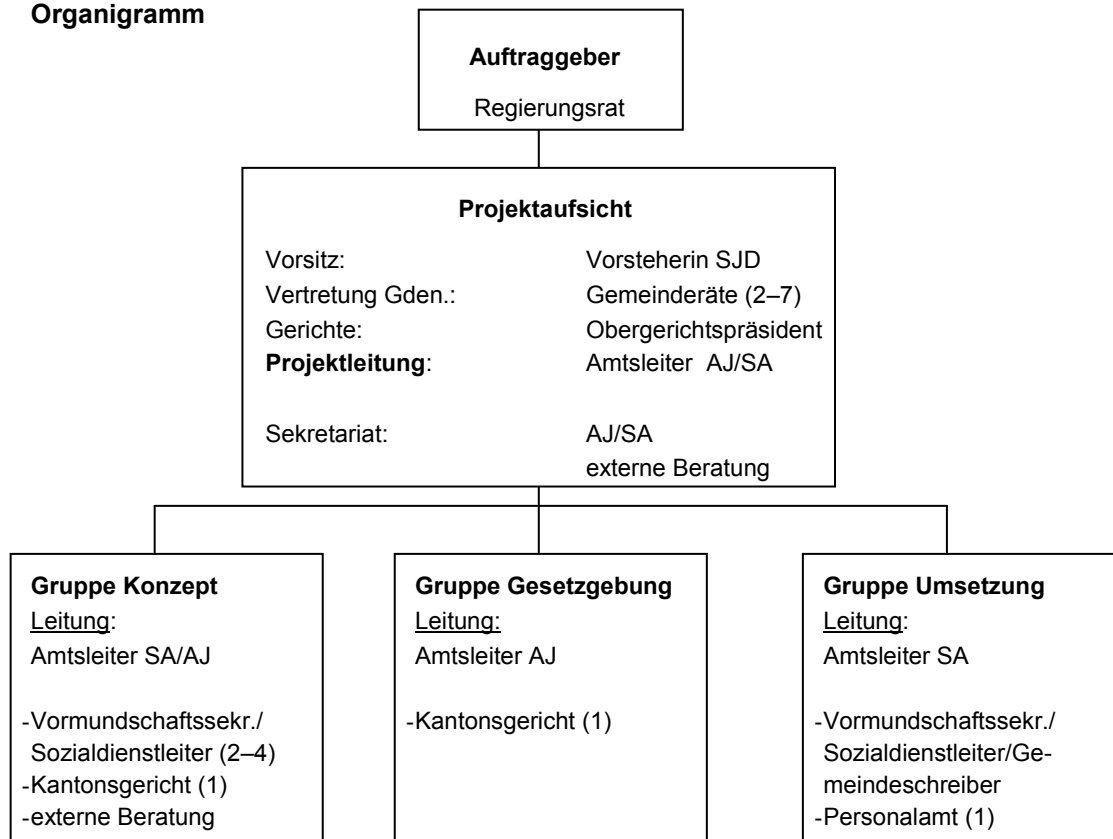 Organigramm
Auftraggeber
Regierungsrat
Projektaufsicht
Vorsitz: Vorsteherin SJD
Vertretung Gden.: Gemeinderäte (2–7)
Gerichte: Obergerichtspräsident
Projektleitung: Amtsleiter AJ/SA
Sekretariat: AJ/SA
externe Beratung
Gruppe Konzept
Leitung:
Amtsleiter SA/AJ
-Vormundschaftssekr./
Sozialdienstleiter (2–4)
-Kantonsgericht (1)
-externe Beratung
Gruppe Gesetzgebung
Leitung:
Amtsleiter AJ
-Kantonsgericht (1)
Gruppe Umsetzung
Leitung:
Amtsleiter SA
-Vormundschaftssekr./
Sozialdienstleiter/Ge-
meindeschreiber
-Personalamt (1)